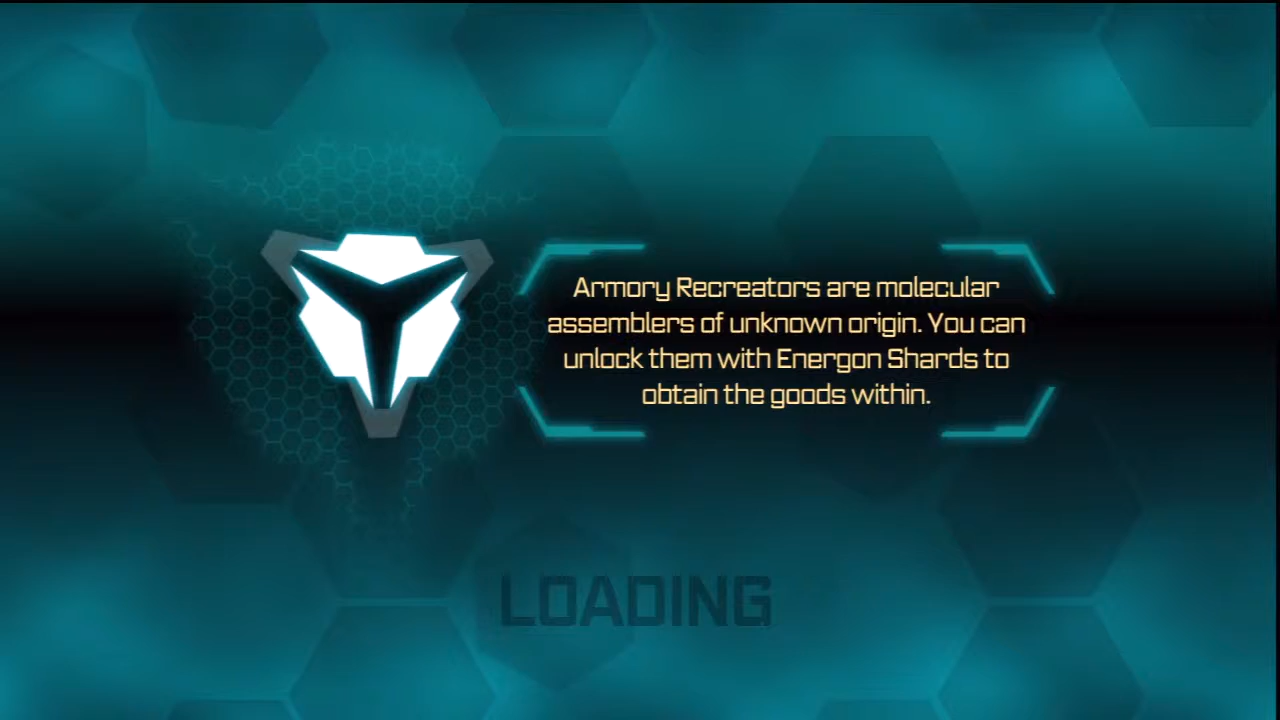 Armory Recreators are molecular
assemblers of unknown origin. You can
unlock them with Energon Shards to
obtain the goods within.
LOADING